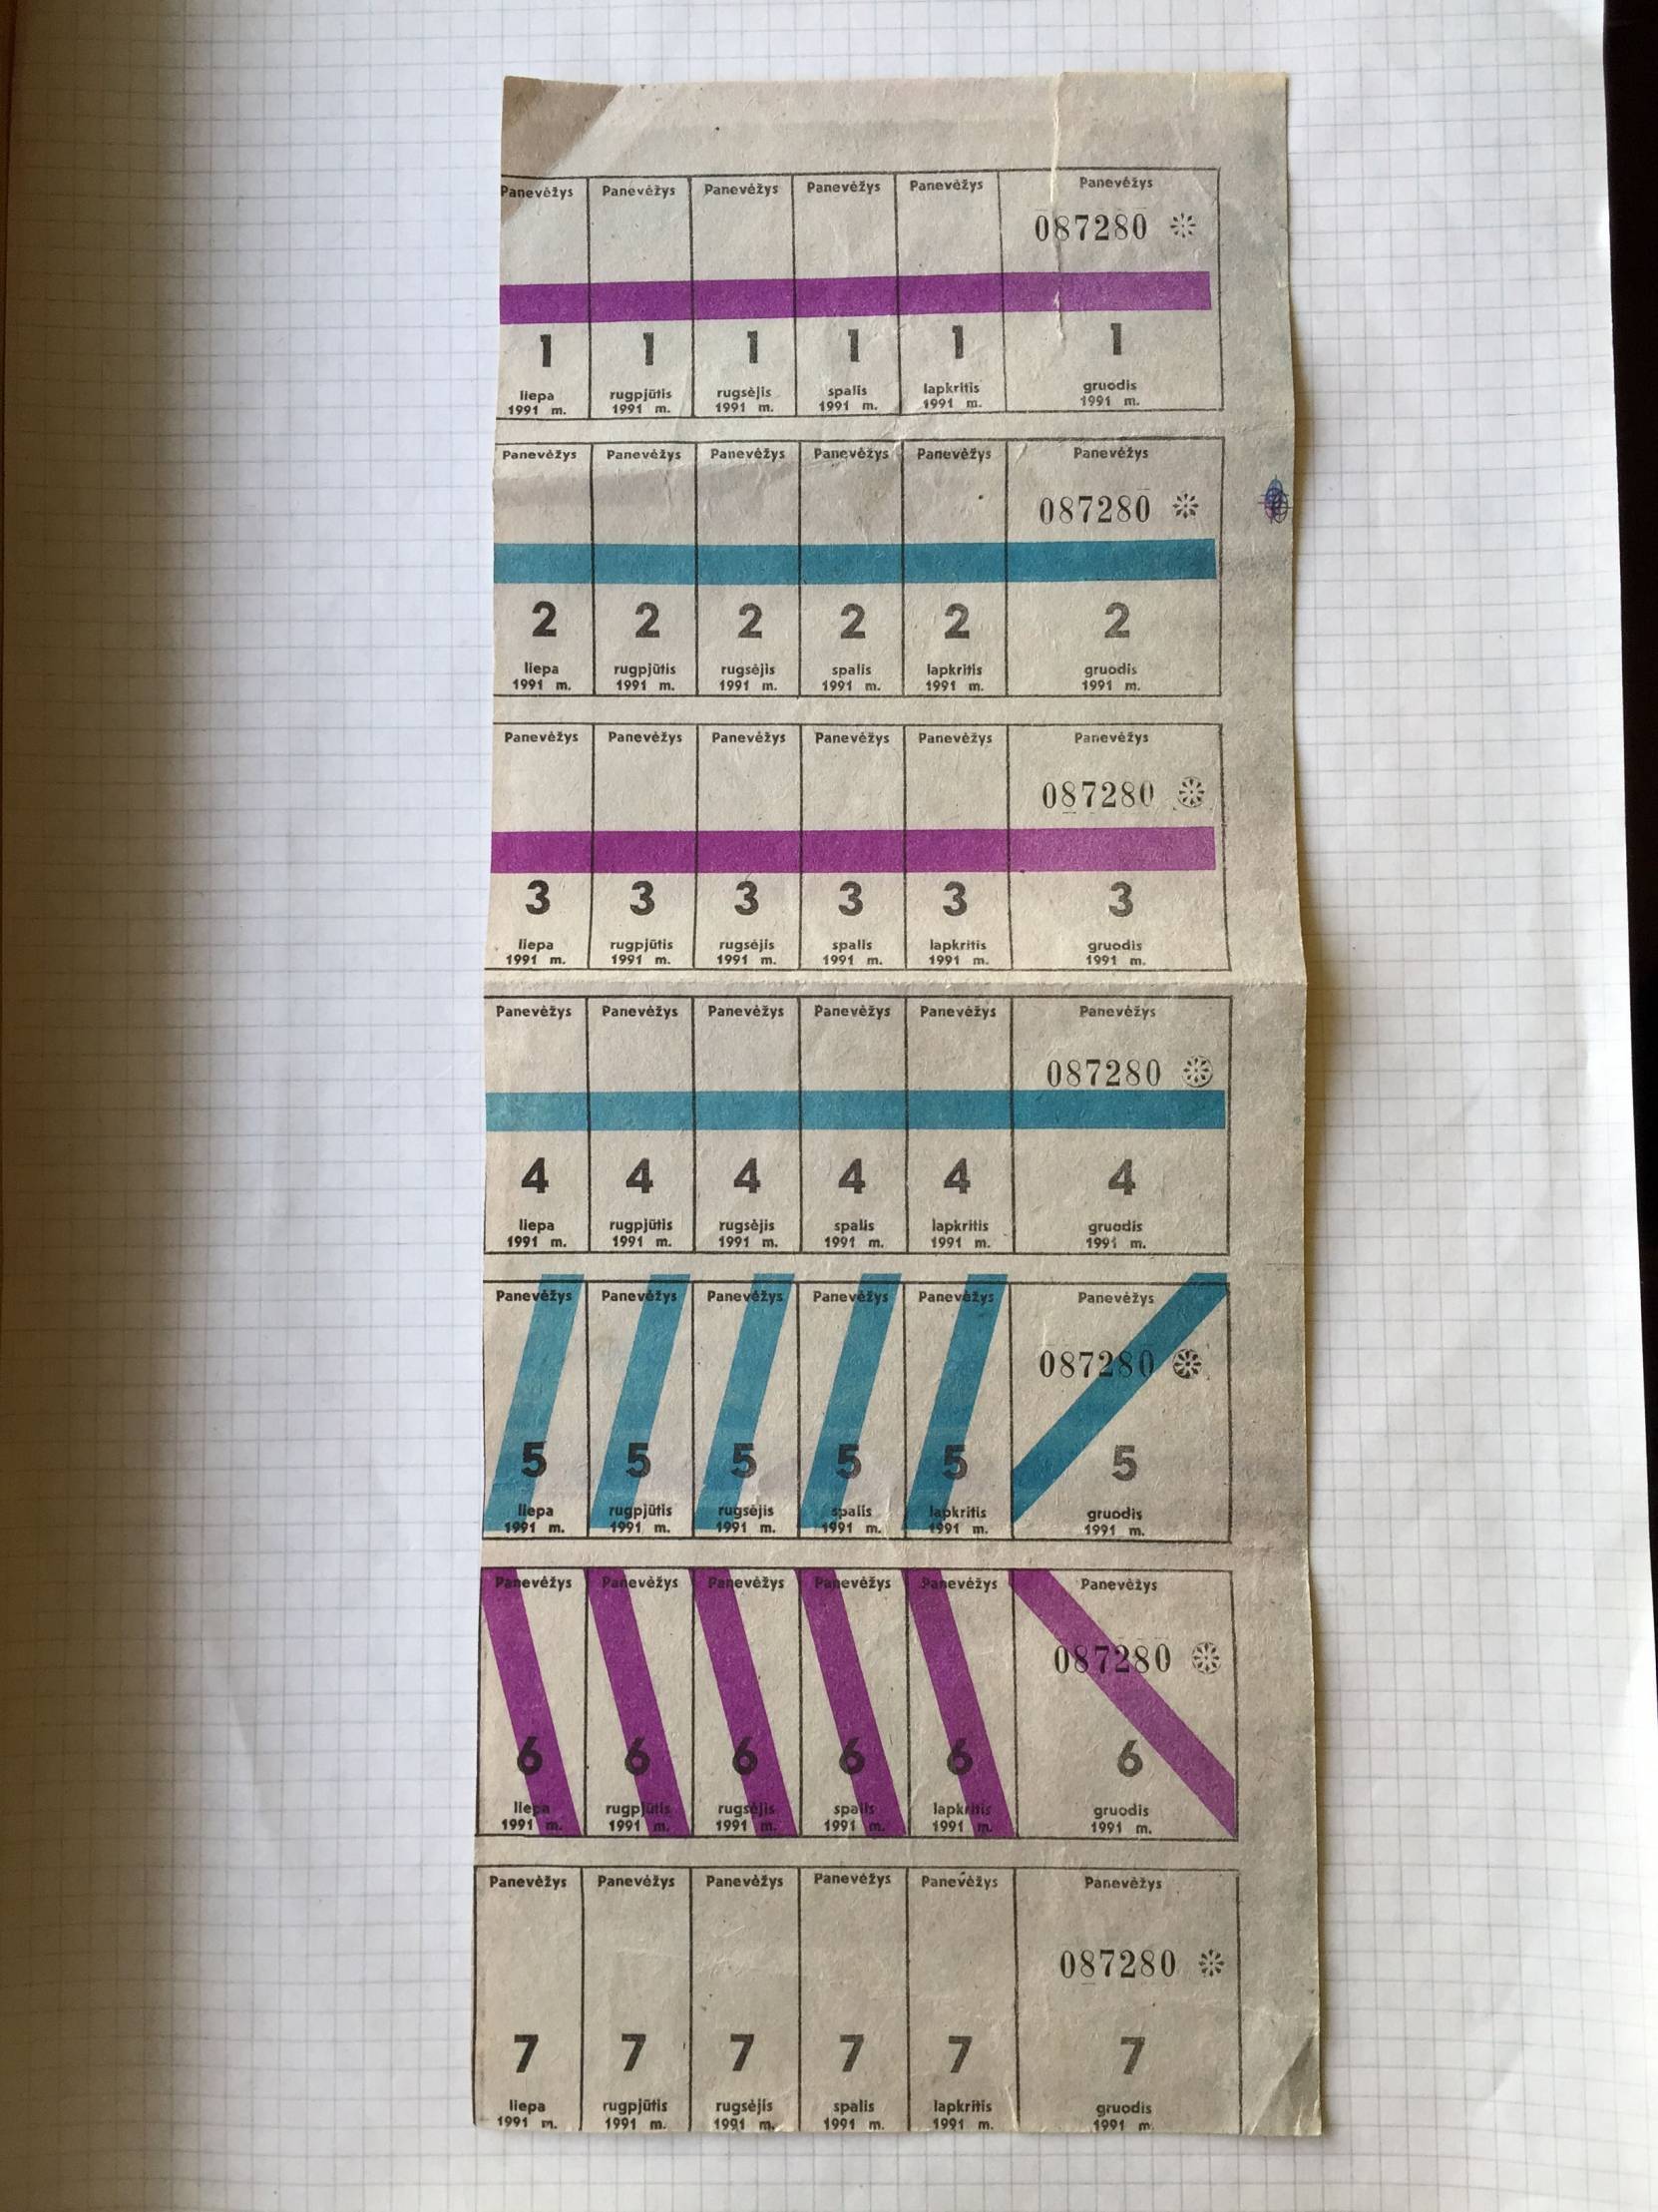 Panevėžys Panevėžys Panevėžys Panevėžys Panevėžys Panevėžys
087280
1 1 1 1 1 1
liepa rugpjūtis rugsėjis spalis lapkritis gruodis
1991 m. 1991 m. 1991 m. 1991 m. 1991 m. 1991 m.
Panevėžys Panevėžys Panevėžys Panevėžys Panevėžys Panevėžys
087280
2 2 2 2 2 2
liepa rugpjūtis rugsėjis spalis lapkritis gruodis
1991 m. 1991 m. 1991 m. 1991 m. 1991 m. 1991 m.
Panevėžys Panevėžys Panevėžys Panevėžys Panevėžys Panevėžys
087280
3 3 3 3 3 3
liepa rugpjūtis rugsėjis spalis lapkritis gruodis
1991 m. 1991 m. 1991 m. 1991 m. 1991 m. 1991 m.
Panevėžys Panevėžys Panevėžys Panevėžys Panevėžys Panevėžys
087280
4 4 4 4 4 4
liepa rugpjūtis rugsėjis spalis lapkritis gruodis
1991 m. 1991 m. 1991 m. 1991 m. 1991 m. 1991 m.
Panevėžys Panevėžys Panevėžys Panevėžys Panevėžys Panevėžys
087280
5 5 5 5 5 5
liepa rugpjūtis rugsėjis spalis lapkritis gruodis
1991 m. 1991 m. 1991 m. 1991 m. 1991 m. 1991 m.
Panevėžys Panevėžys Panevėžys Panevėžys Panevėžys Panevėžys
087280
6 6 6 6 6 6
liepa rugpjūtis rugsėjis spalis lapkritis gruodis
1991 m. 1991 m. 1991 m. 1991 m. 1991 m. 1991 m.
Panevėžys Panevėžys Panevėžys Panevėžys Panevėžys Panevėžys
087280
7 7 7 7 7 7
liepa rugpjūtis rugsėjis spalis lapkritis gruodis
1991 m. 1991 m. 1991 m. 1991 m. 1991 m. 1991 m.